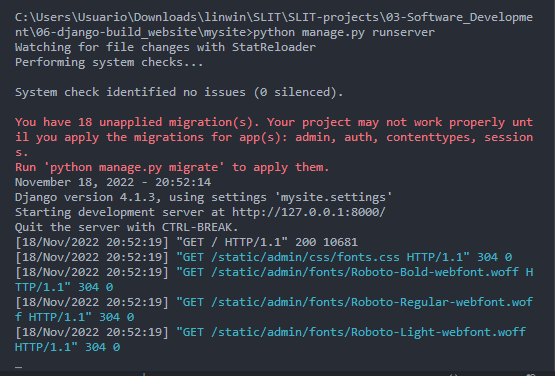 C:\Users\Usuario\Downloads\linwin\SLIT\SLIT-projects\03-Software_Developme
nt\06-django-build_website\mysite>python manage.py runserver
Watching for file changes with StatReloader
Performing system checks...
System check identified no issues (0 silenced).
You have 18 unapplied migration(s). Your project may not work properly unt
il you apply the migrations for app(s): admin, auth, contenttypes, session
s.
Run 'python manage.py migrate' to apply them.
November 18, 2022 - 20:52:14
Django version 4.1.3, using settings 'mysite.settings'
Starting development server at http://127.0.0.1:8000/
Quit the server with CTRL-BREAK.
[18/Nov/2022 20:52:19] "GET / HTTP/1.1" 200 10681
[18/Nov/2022 20:52:19] "GET /static/admin/css/fonts.css HTTP/1.1" 304 0
[18/Nov/2022 20:52:19] "GET /static/admin/fonts/Roboto-Bold-webfont.woff H
TTP/1.1" 304 0
[18/Nov/2022 20:52:19] "GET /static/admin/fonts/Roboto-Regular-webfont.wof
f HTTP/1.1" 304 0
[18/Nov/2022 20:52:19] "GET /static/admin/fonts/Roboto-Light-webfont.woff
HTTP/1.1" 304 0